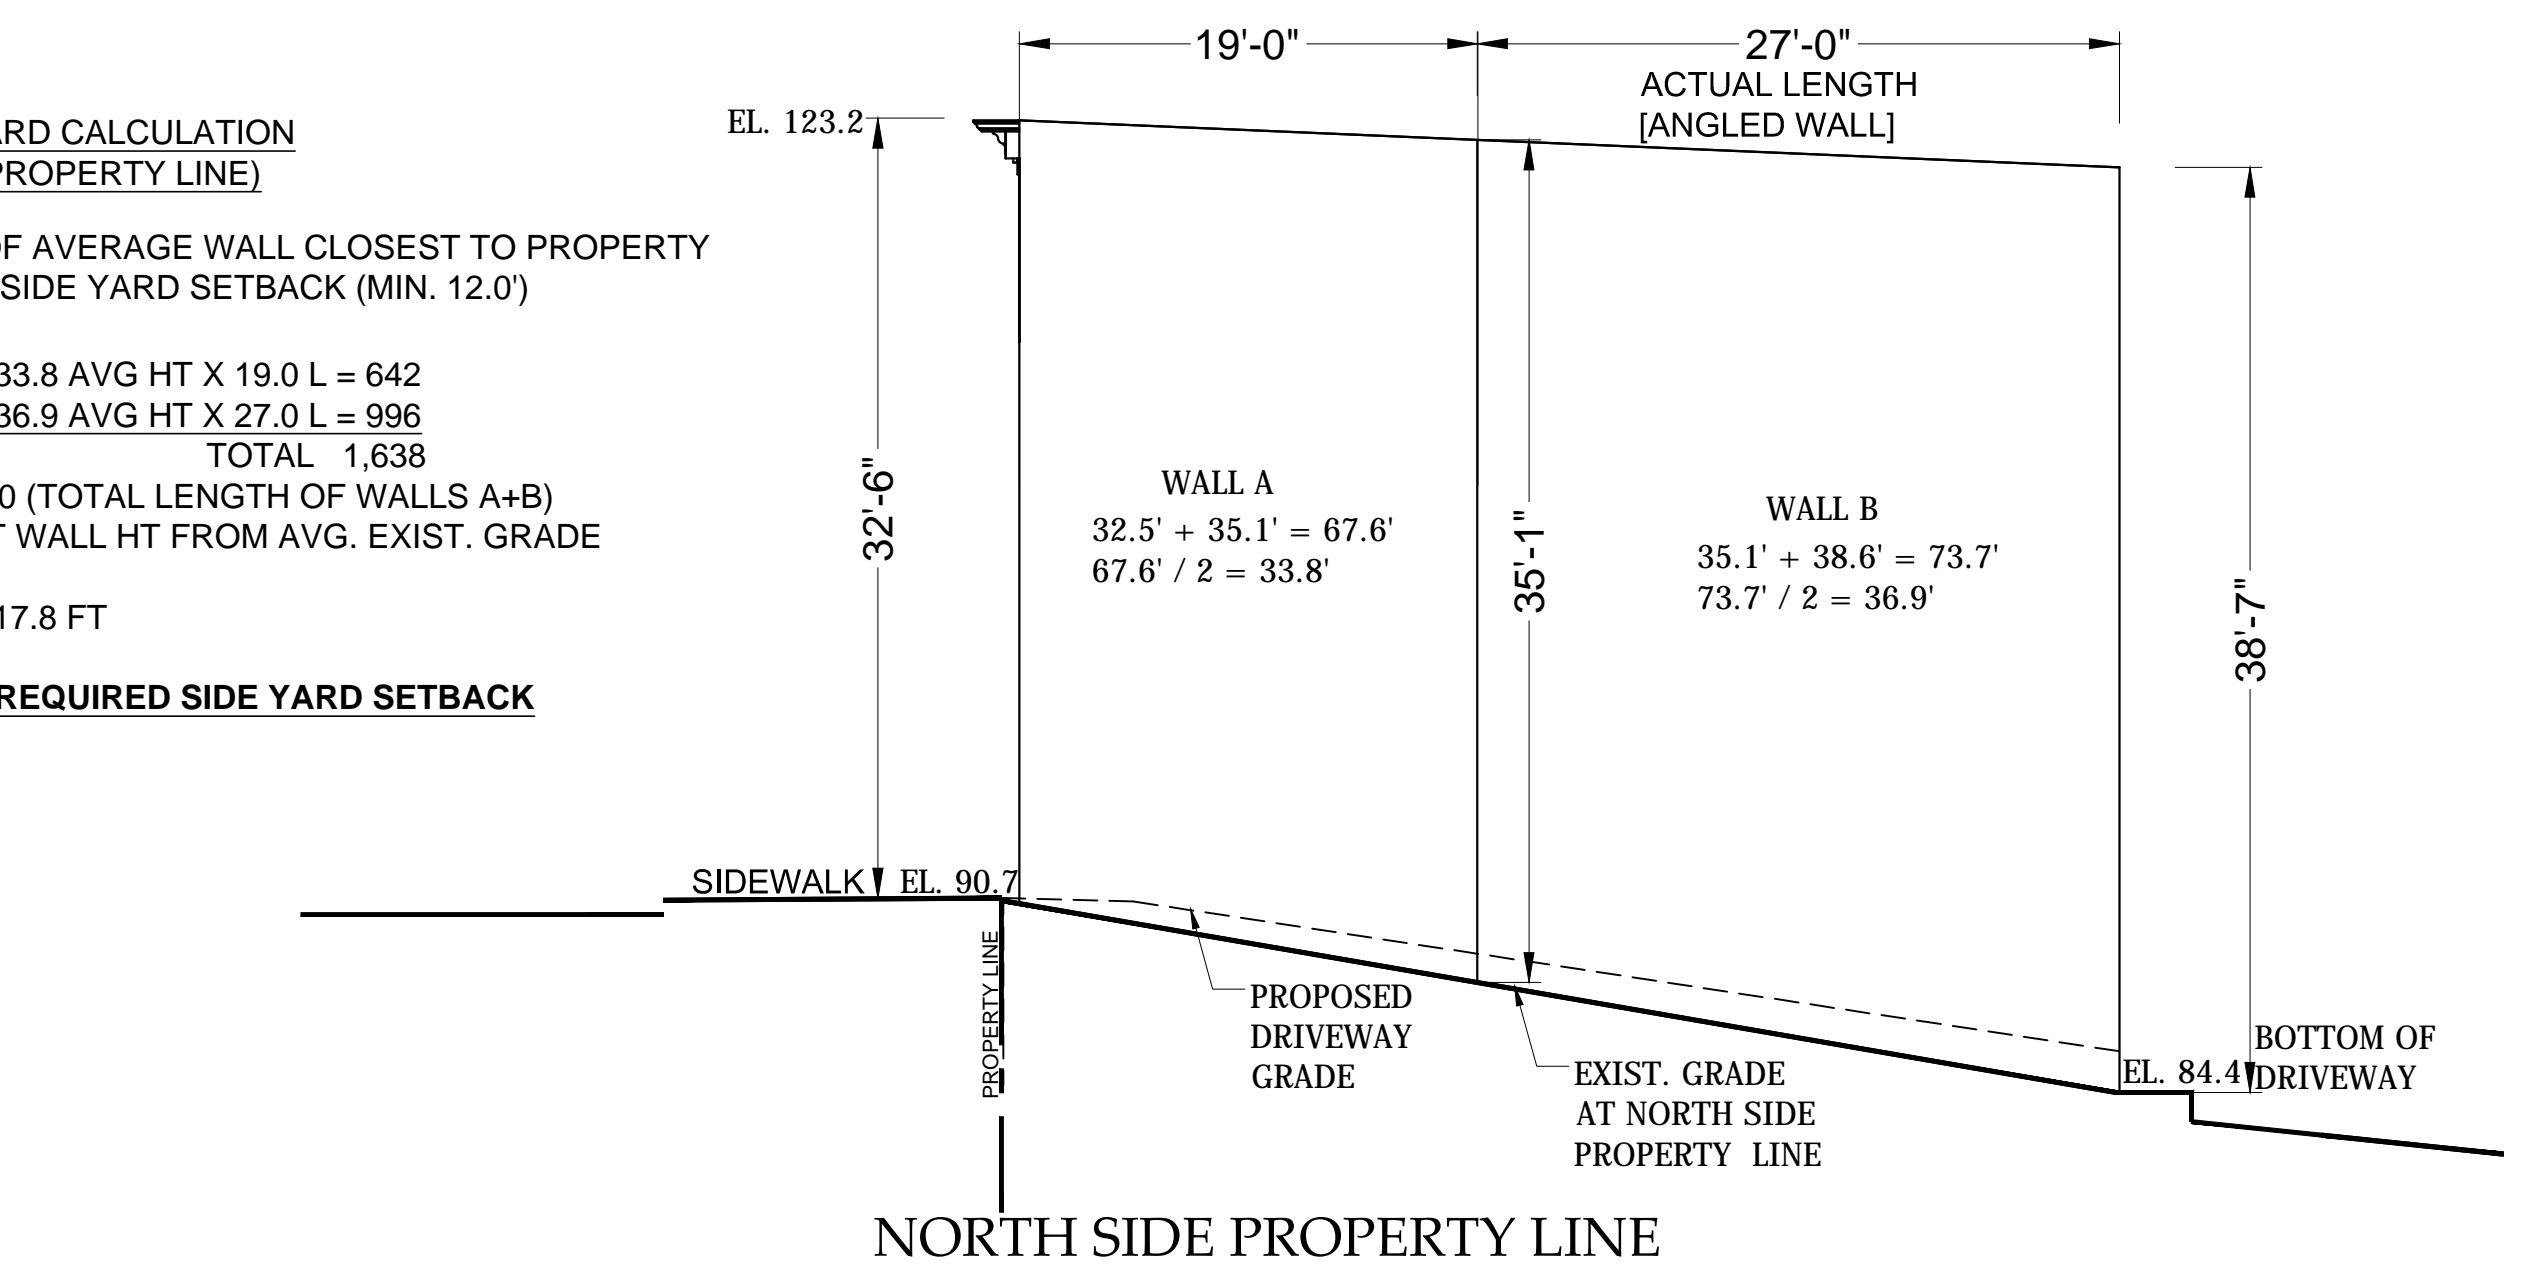 ARD CALCULATION
PROPERTY LINE)
OF AVERAGE WALL CLOSEST TO PROPERTY
SIDE YARD SETBACK (MIN. 12.0')
33.8 AVG HT X 19.0 L = 642
36.9 AVG HT X 27.0 L = 996
TOTAL 1,638
0 (TOTAL LENGTH OF WALLS A+B)
T WALL HT FROM AVG. EXIST. GRADE
17.8 FT
REQUIRED SIDE YARD SETBACK
19'-0"
27'-0"
ACTUAL LENGTH
[ANGLED WALL]
EL. 123.2
32'-6"
WALL A
32.5' + 35.1' = 67.6'
67.6' / 2 = 33.8'
35'-1"
WALL B
35.1' + 38.6' = 73.7'
73.7' / 2 = 36.9'
38'-7"
SIDEWALK
EL. 90.7
PROPERTY LINE
PROPOSED
DRIVEWAY
GRADE
EXIST. GRADE
AT NORTH SIDE
PROPERTY LINE
EL. 84.4
BOTTOM OF
DRIVEWAY
NORTH SIDE PROPERTY LINE